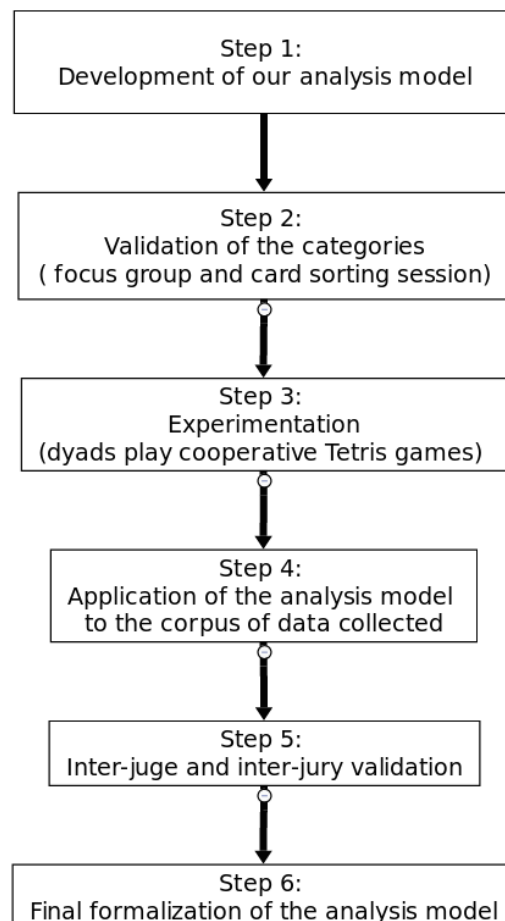 Step 1:
Development of our analysis model
Step 2:
Validation of the categories
( focus group and card sorting session)
Step 3:
Experimentation
(dyads play cooperative Tetris games)
Step 4:
Application of the analysis model
to the corpus of data collected
Step 5:
Inter-juge and inter-jury validation
Step 6:
Final formalization of the analysis model